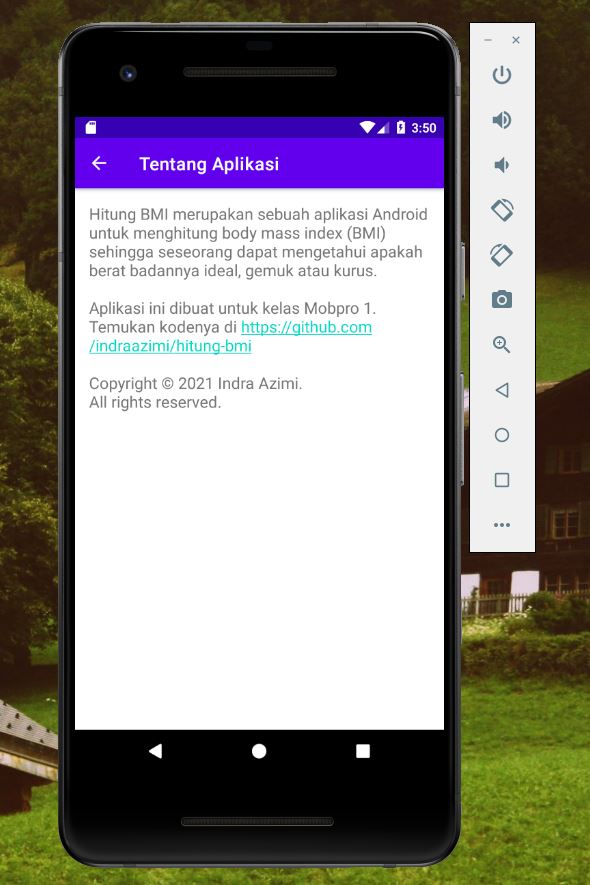 3:50
Tentang Aplikasi
Hitung BMI merupakan sebuah aplikasi Android
untuk menghitung body mass index (BMI)
sehingga seseorang dapat mengetahui apakah
berat badannya ideal, gemuk atau kurus.
Aplikasi ini dibuat untuk kelas Mobpro 1.
Temukan kodenya di https://github.com
/indraazimi/hitung-bmi
Copyright © 2021 Indra Azimi.
All rights reserved.